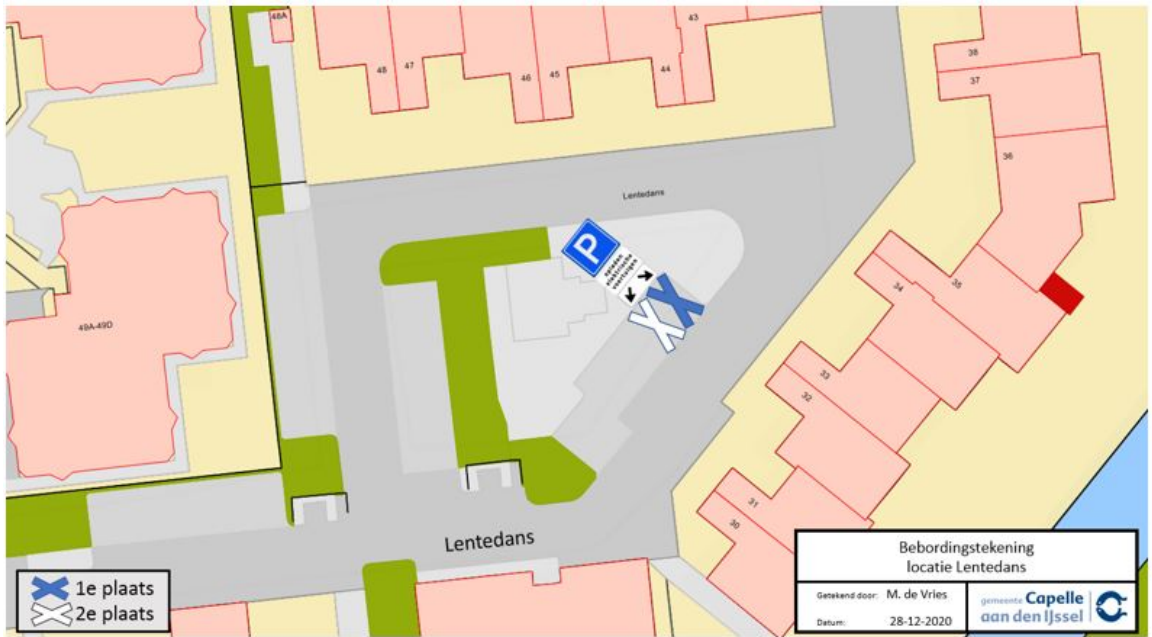 48A
43
48
47
46
45
44
38
37
36
Lentedans
P
opladen
elektrische
voertuigen
35
34
49A-49D
33
32
31
30
Lentedans
1e plaats
2e plaats
Bebordingstekening
locatie Lentedans
Getekend door: M. de Vries
Datum: 28-12-2020
gemeente Capelle
aan den IJssel